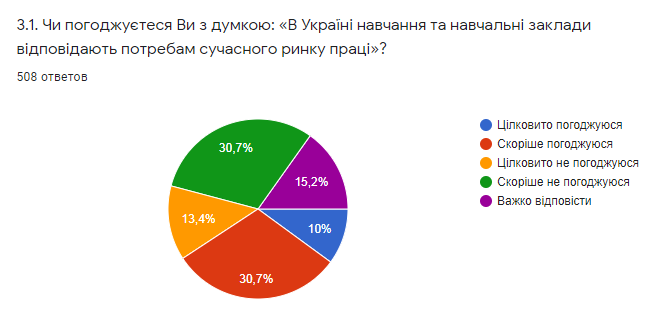 3.1. Чи погоджуєтеся Ви з думкою: «В Україні навчання та навчальні заклади
відповідають потребам сучасного ринку праці»?
508 ответов
30,7%
15,2%
13,4%
10%
30,7%
Цілковито погоджуюся
Скоріше погоджуюся
Цілковито не погоджуюся
Скоріше не погоджуюся
Важко відповісти